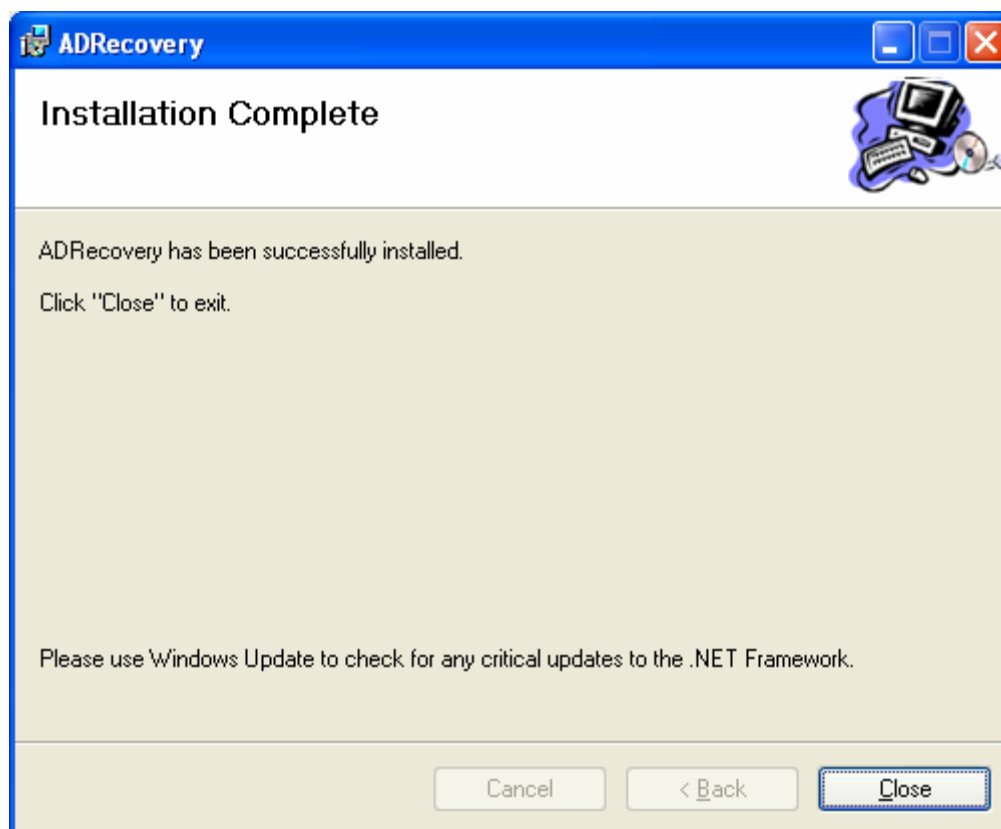 ADRecovery
Installation Complete
ADRecovery has been successfully installed.
Click "Close" to exit.
Please use Windows Update to check for any critical updates to the .NET Framework.
Cancel
< Back
Close